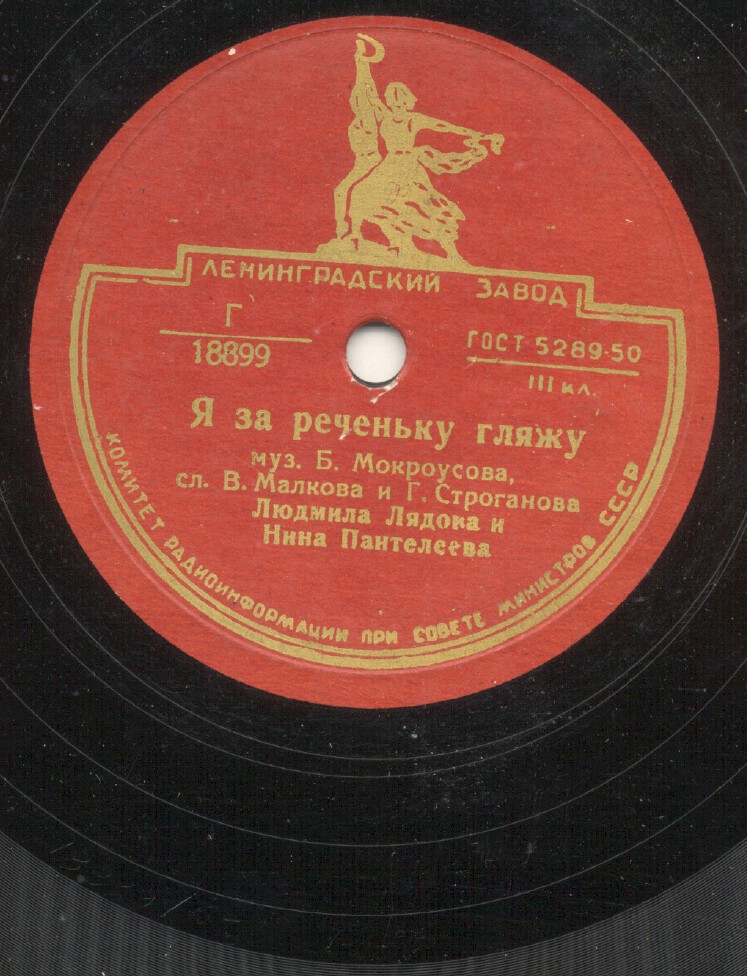 ЛЕНИНГРАДСКИЙ ЗАВОД
Г
18899
ГОСТ 5289-50
III кл.
Я за реченьку гляжу
муз. Б. Мокроусова,
сл. В. Малкова и Г. Строганова
Людмила Лядова и
Нина Пантелеева
КОМИТЕТ РАДИОИНФОРМАЦИИ ПРИ СОВЕТЕ МИНИСТРОВ СССР